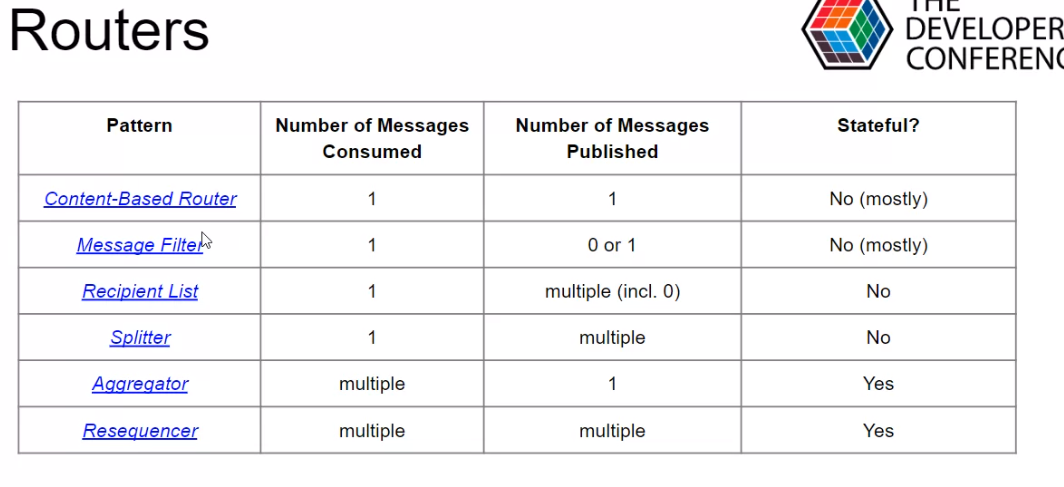 Routers
THE
DEVELOPER
CONFERENC
Pattern
Number of Messages
Consumed
Number of Messages
Published
Stateful?
Content-Based Router 1 1 No (mostly)
Message Filter 1 0 or 1 No (mostly)
Recipient List 1 multiple (incl. 0) No
Splitter 1 multiple No
Aggregator multiple 1 Yes
Resequencer multiple multiple Yes